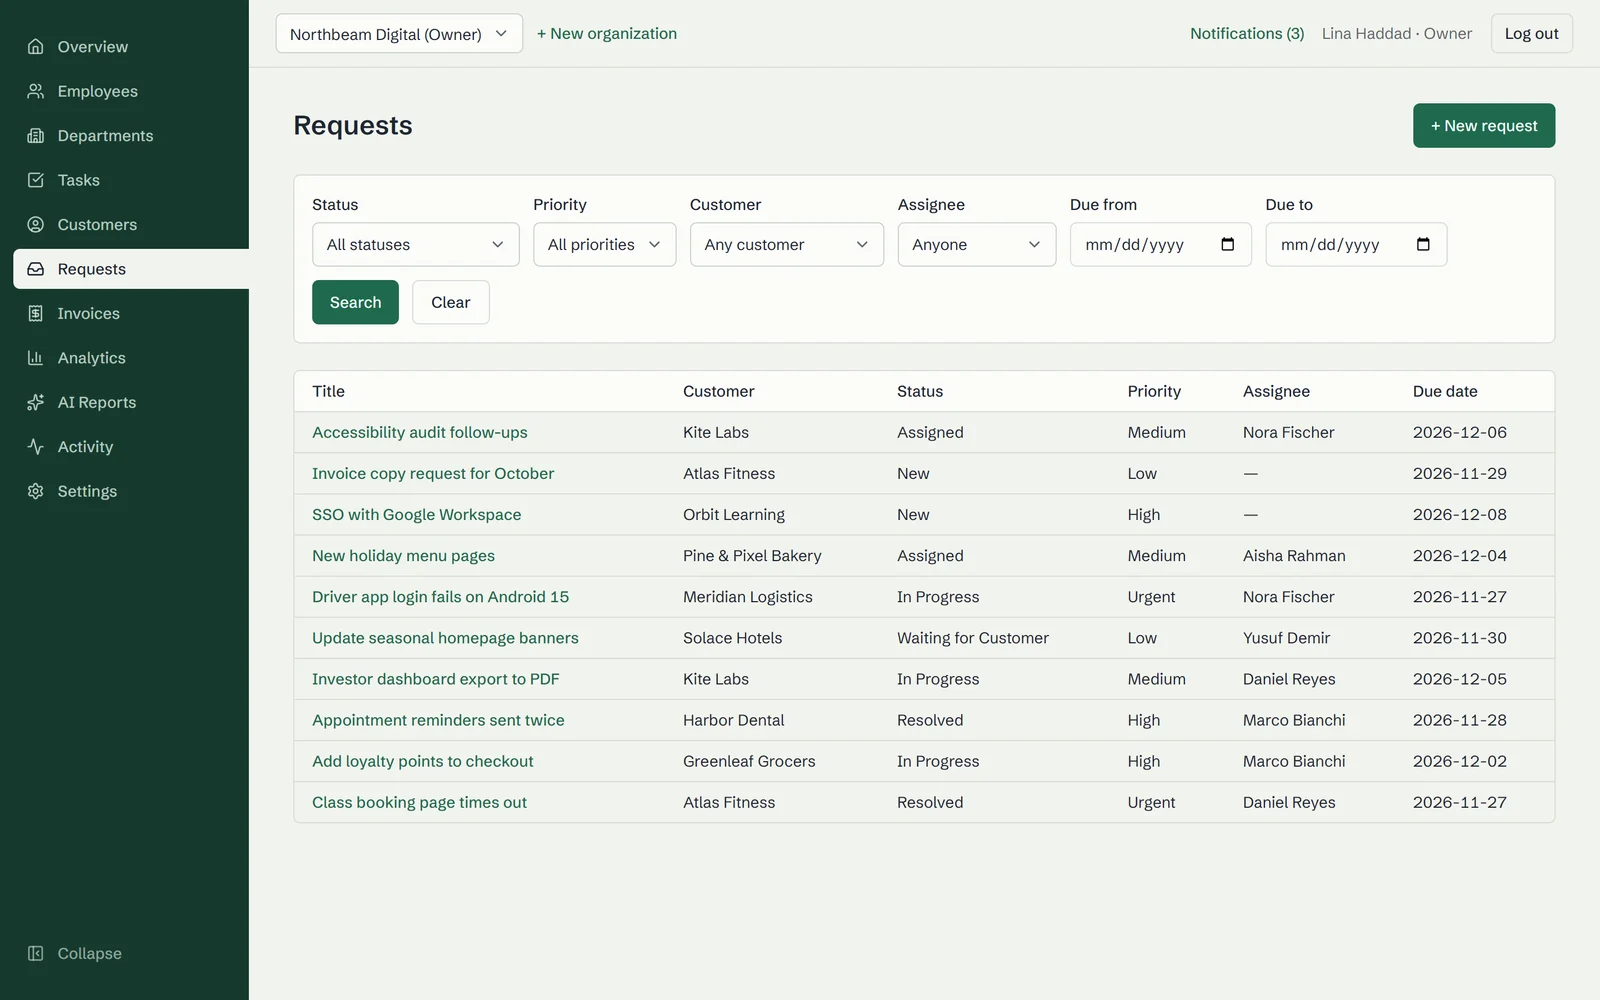 Overview
Employees
Departments
Tasks
Customers
Requests
Invoices
Analytics
AI Reports
Activity
Settings
Collapse
Northbeam Digital (Owner) + New organization Notifications (3) Lina Haddad · Owner Log out
Requests + New request
Status Priority Customer Assignee Due from Due to
All statuses All priorities Any customer Anyone mm/dd/yyyy mm/dd/yyyy
Search Clear
Title Customer Status Priority Assignee Due date
Accessibility audit follow-ups Kite Labs Assigned Medium Nora Fischer 2026-12-06
Invoice copy request for October Atlas Fitness New Low — 2026-11-29
SSO with Google Workspace Orbit Learning New High — 2026-12-08
New holiday menu pages Pine & Pixel Bakery Assigned Medium Aisha Rahman 2026-12-04
Driver app login fails on Android 15 Meridian Logistics In Progress Urgent Nora Fischer 2026-11-27
Update seasonal homepage banners Solace Hotels Waiting for Customer Low Yusuf Demir 2026-11-30
Investor dashboard export to PDF Kite Labs In Progress Medium Daniel Reyes 2026-12-05
Appointment reminders sent twice Harbor Dental Resolved High Marco Bianchi 2026-11-28
Add loyalty points to checkout Greenleaf Grocers In Progress High Marco Bianchi 2026-12-02
Class booking page times out Atlas Fitness Resolved Urgent Daniel Reyes 2026-11-27